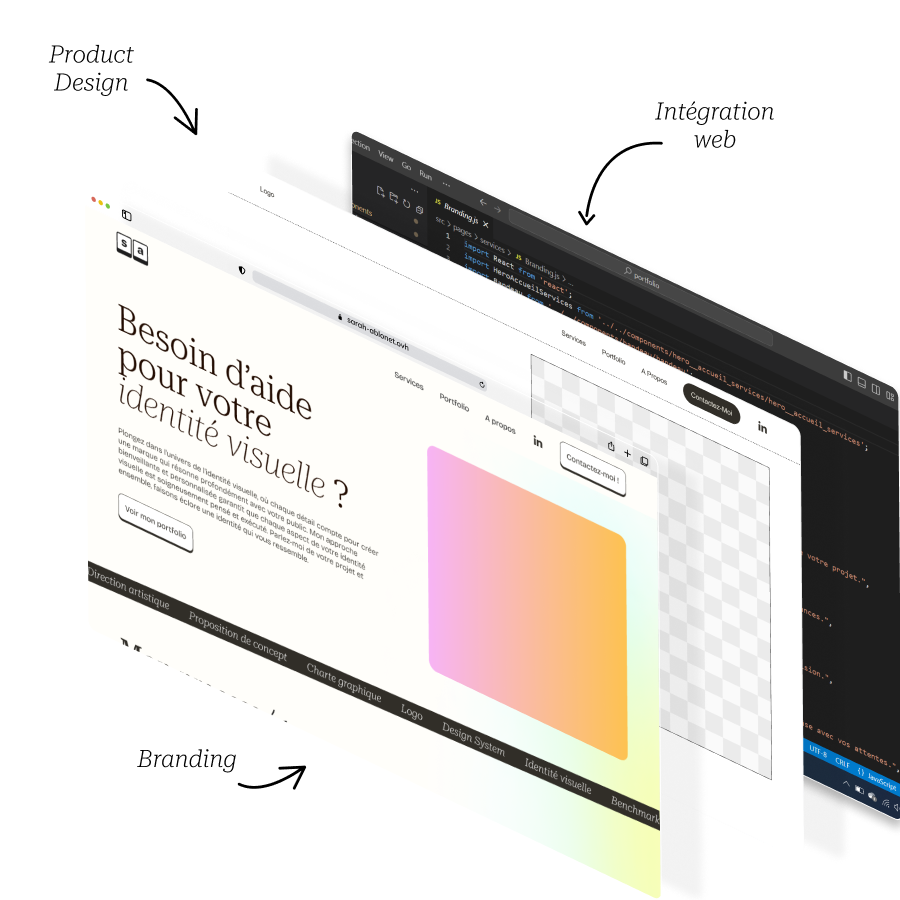 Product
Design
Intégration
web
View Go Run ...
JS Branding.js ×
portfolio
src > pages > services > JS Branding.js > ...
1 import React from 'react';
2 import HeroAccueilServices from '../../components/hero__accueil_services/hero__accueil_services';
import
votre projet.",
sion.",
se avec vos attentes.",
UTF-8 CRLF {} JavaScript
Logo
Services
Portfolio
A Propos
Contactez-Moi
in
s a
sarah-ablanet.ovh
Services
Portfolio
A propos
in
Contactez-moi !
Besoin d'aide
pour votre
identité visuelle ?
Plongez dans l'univers de l'identité visuelle, où chaque détail compte pour créer
une marque qui résonne profondément avec votre public. Mon approche
bienveillante et personnalisée garantit que chaque aspect de votre identité
visuelle est soigneusement pensé et exécuté. Parlez-moi de votre projet et
ensemble, faisons éclore une identité qui vous ressemble.
Voir mon portfolio
Direction artistique Proposition de concept Charte graphique Logo Design System Identité visuelle Benchmark
Branding